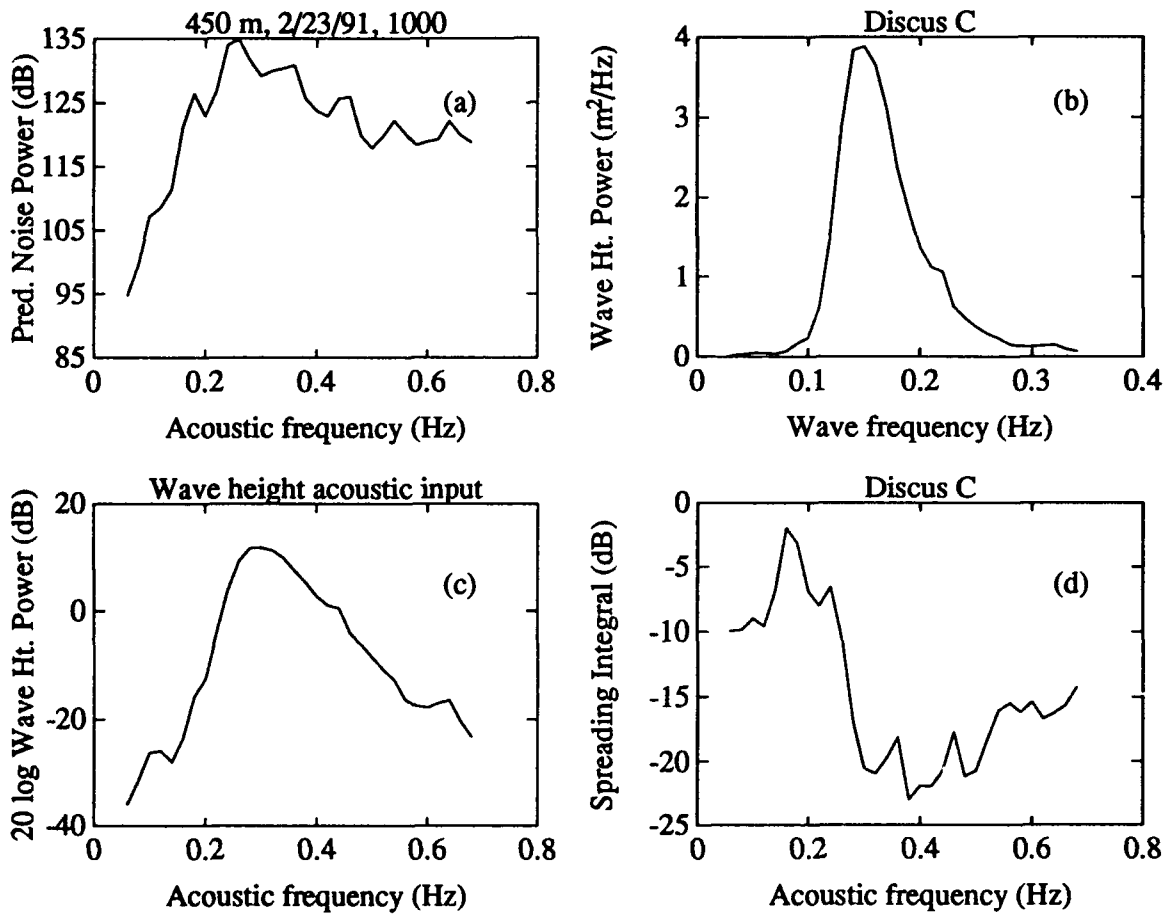 450 m, 2/23/91, 1000
Pred. Noise Power (dB)
135
125
115
105
95
85
(a)
0
0.2
0.4
0.6
0.8
Acoustic frequency (Hz)
Discus C
Wave Ht. Power (m²/Hz)
4
3
2
1
0
(b)
0
0.1
0.2
0.3
0.4
Wave frequency (Hz)
Wave height acoustic input
20 log Wave Ht. Power (dB)
20
0
-20
-40
(c)
0
0.2
0.4
0.6
0.8
Acoustic frequency (Hz)
Discus C
Spreading Integral (dB)
0
-5
-10
-15
-20
-25
(d)
0
0.2
0.4
0.6
0.8
Acoustic frequency (Hz)